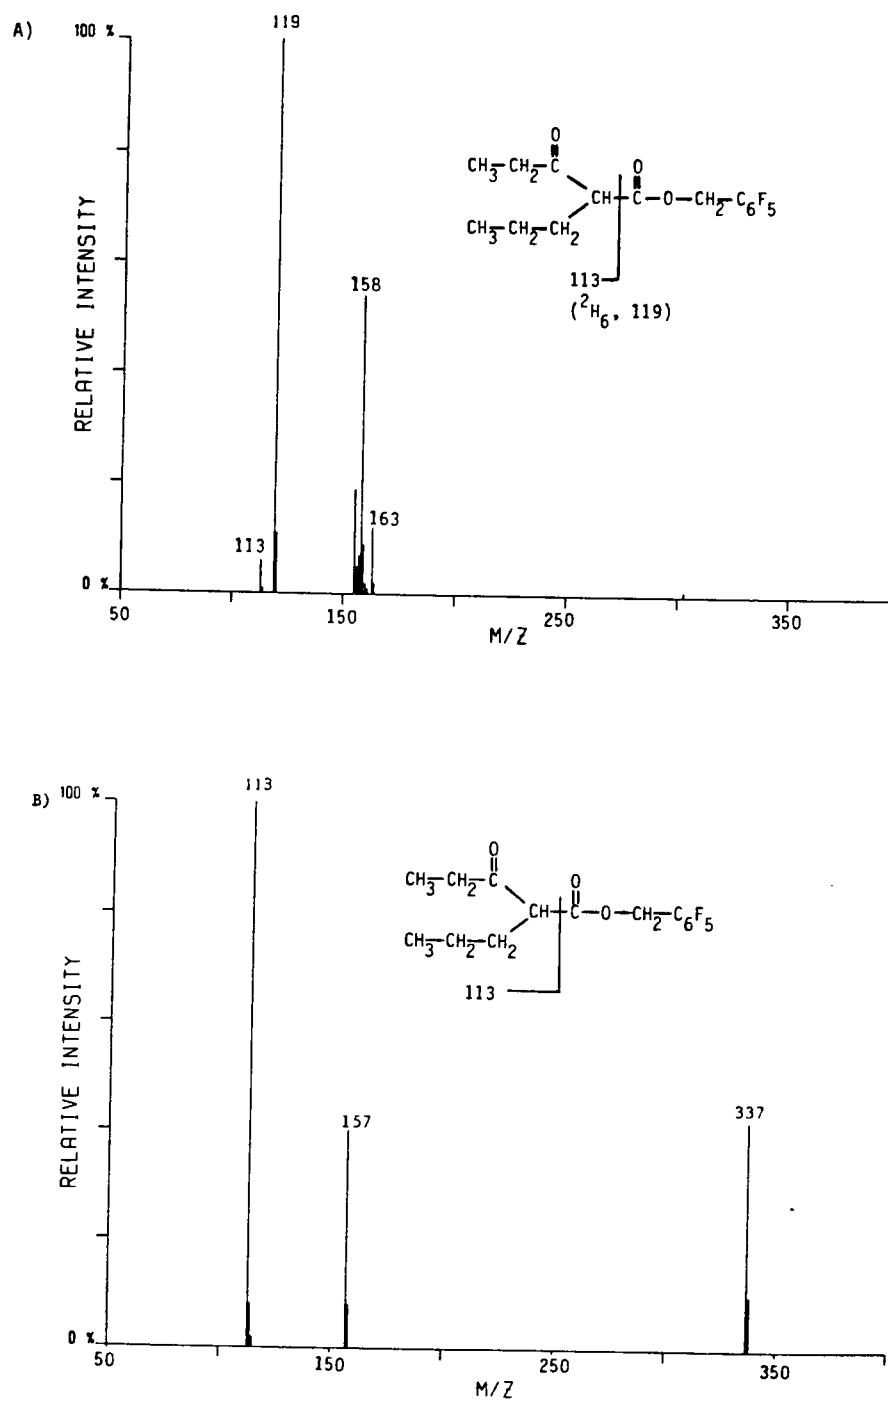 A)
100 %
119
158
163
113
0 %
50
150
250
350
M/Z
RELATIVE INTENSITY
O
O
CH3-CH2-C
CH-C-O-CH2-C6F5
CH3-CH2-CH2
113
(2H6, 119)
B)
100 %
113
157
337
0 %
50
150
250
350
M/Z
RELATIVE INTENSITY
O
O
CH3-CH2-C
CH-C-O-CH2-C6F5
CH3-CH2-CH2
113